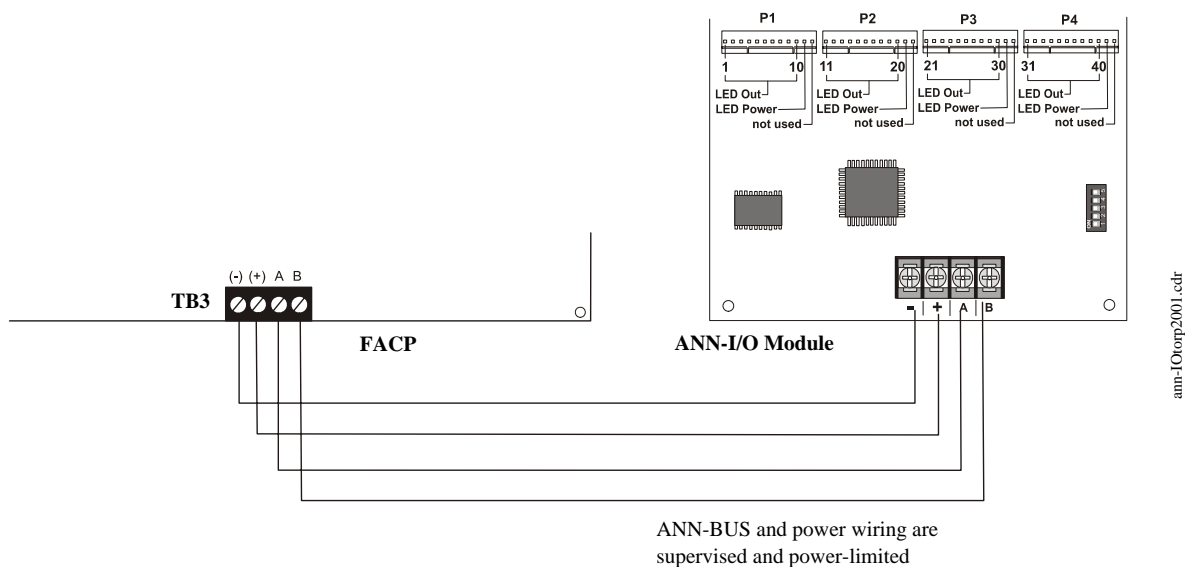 P1 P2 P3 P4
1 10 11 20 21 30 31 40
LED Out LED Out LED Out LED Out
LED Power LED Power LED Power LED Power
not used not used not used not used
(-) (+) A B
TB3
FACP
- + A B
ANN-I/O Module
ANN-BUS and power wiring are
supervised and power-limited
ann-IOtorp2001.cdr